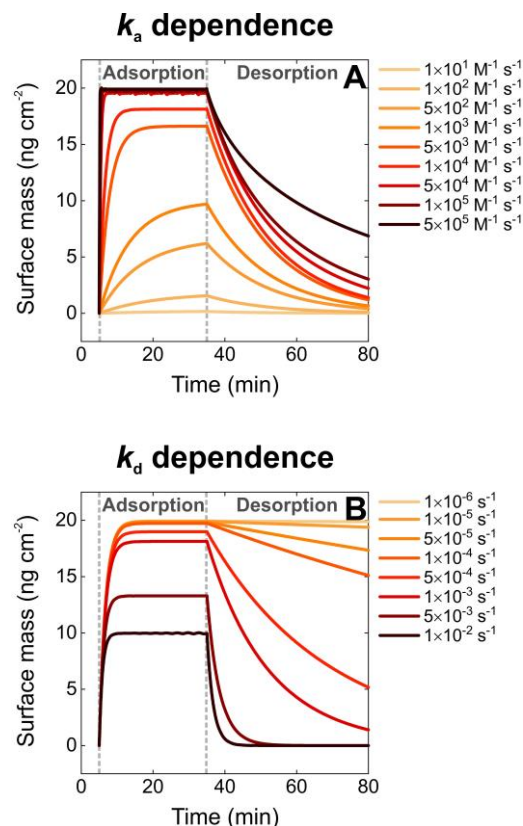 ka dependence
Adsorption
Desorption
A
20
15
10
5
0
Surface mass (ng cm-2)
0
20
40
60
80
Time (min)
1×10¹ M-1 s-1
1×10² M-1 s-1
5×10² M-1 s-1
1×10³ M-1 s-1
5×10³ M-1 s-1
1×10⁴ M-1 s-1
5×10⁴ M-1 s-1
1×10⁵ M-1 s-1
5×10⁵ M-1 s-1
kd dependence
Adsorption
Desorption
B
20
15
10
5
0
Surface mass (ng cm-2)
0
20
40
60
80
Time (min)
1×10-6 s-1
1×10-5 s-1
5×10-5 s-1
1×10-4 s-1
5×10-4 s-1
1×10-3 s-1
5×10-3 s-1
1×10-2 s-1